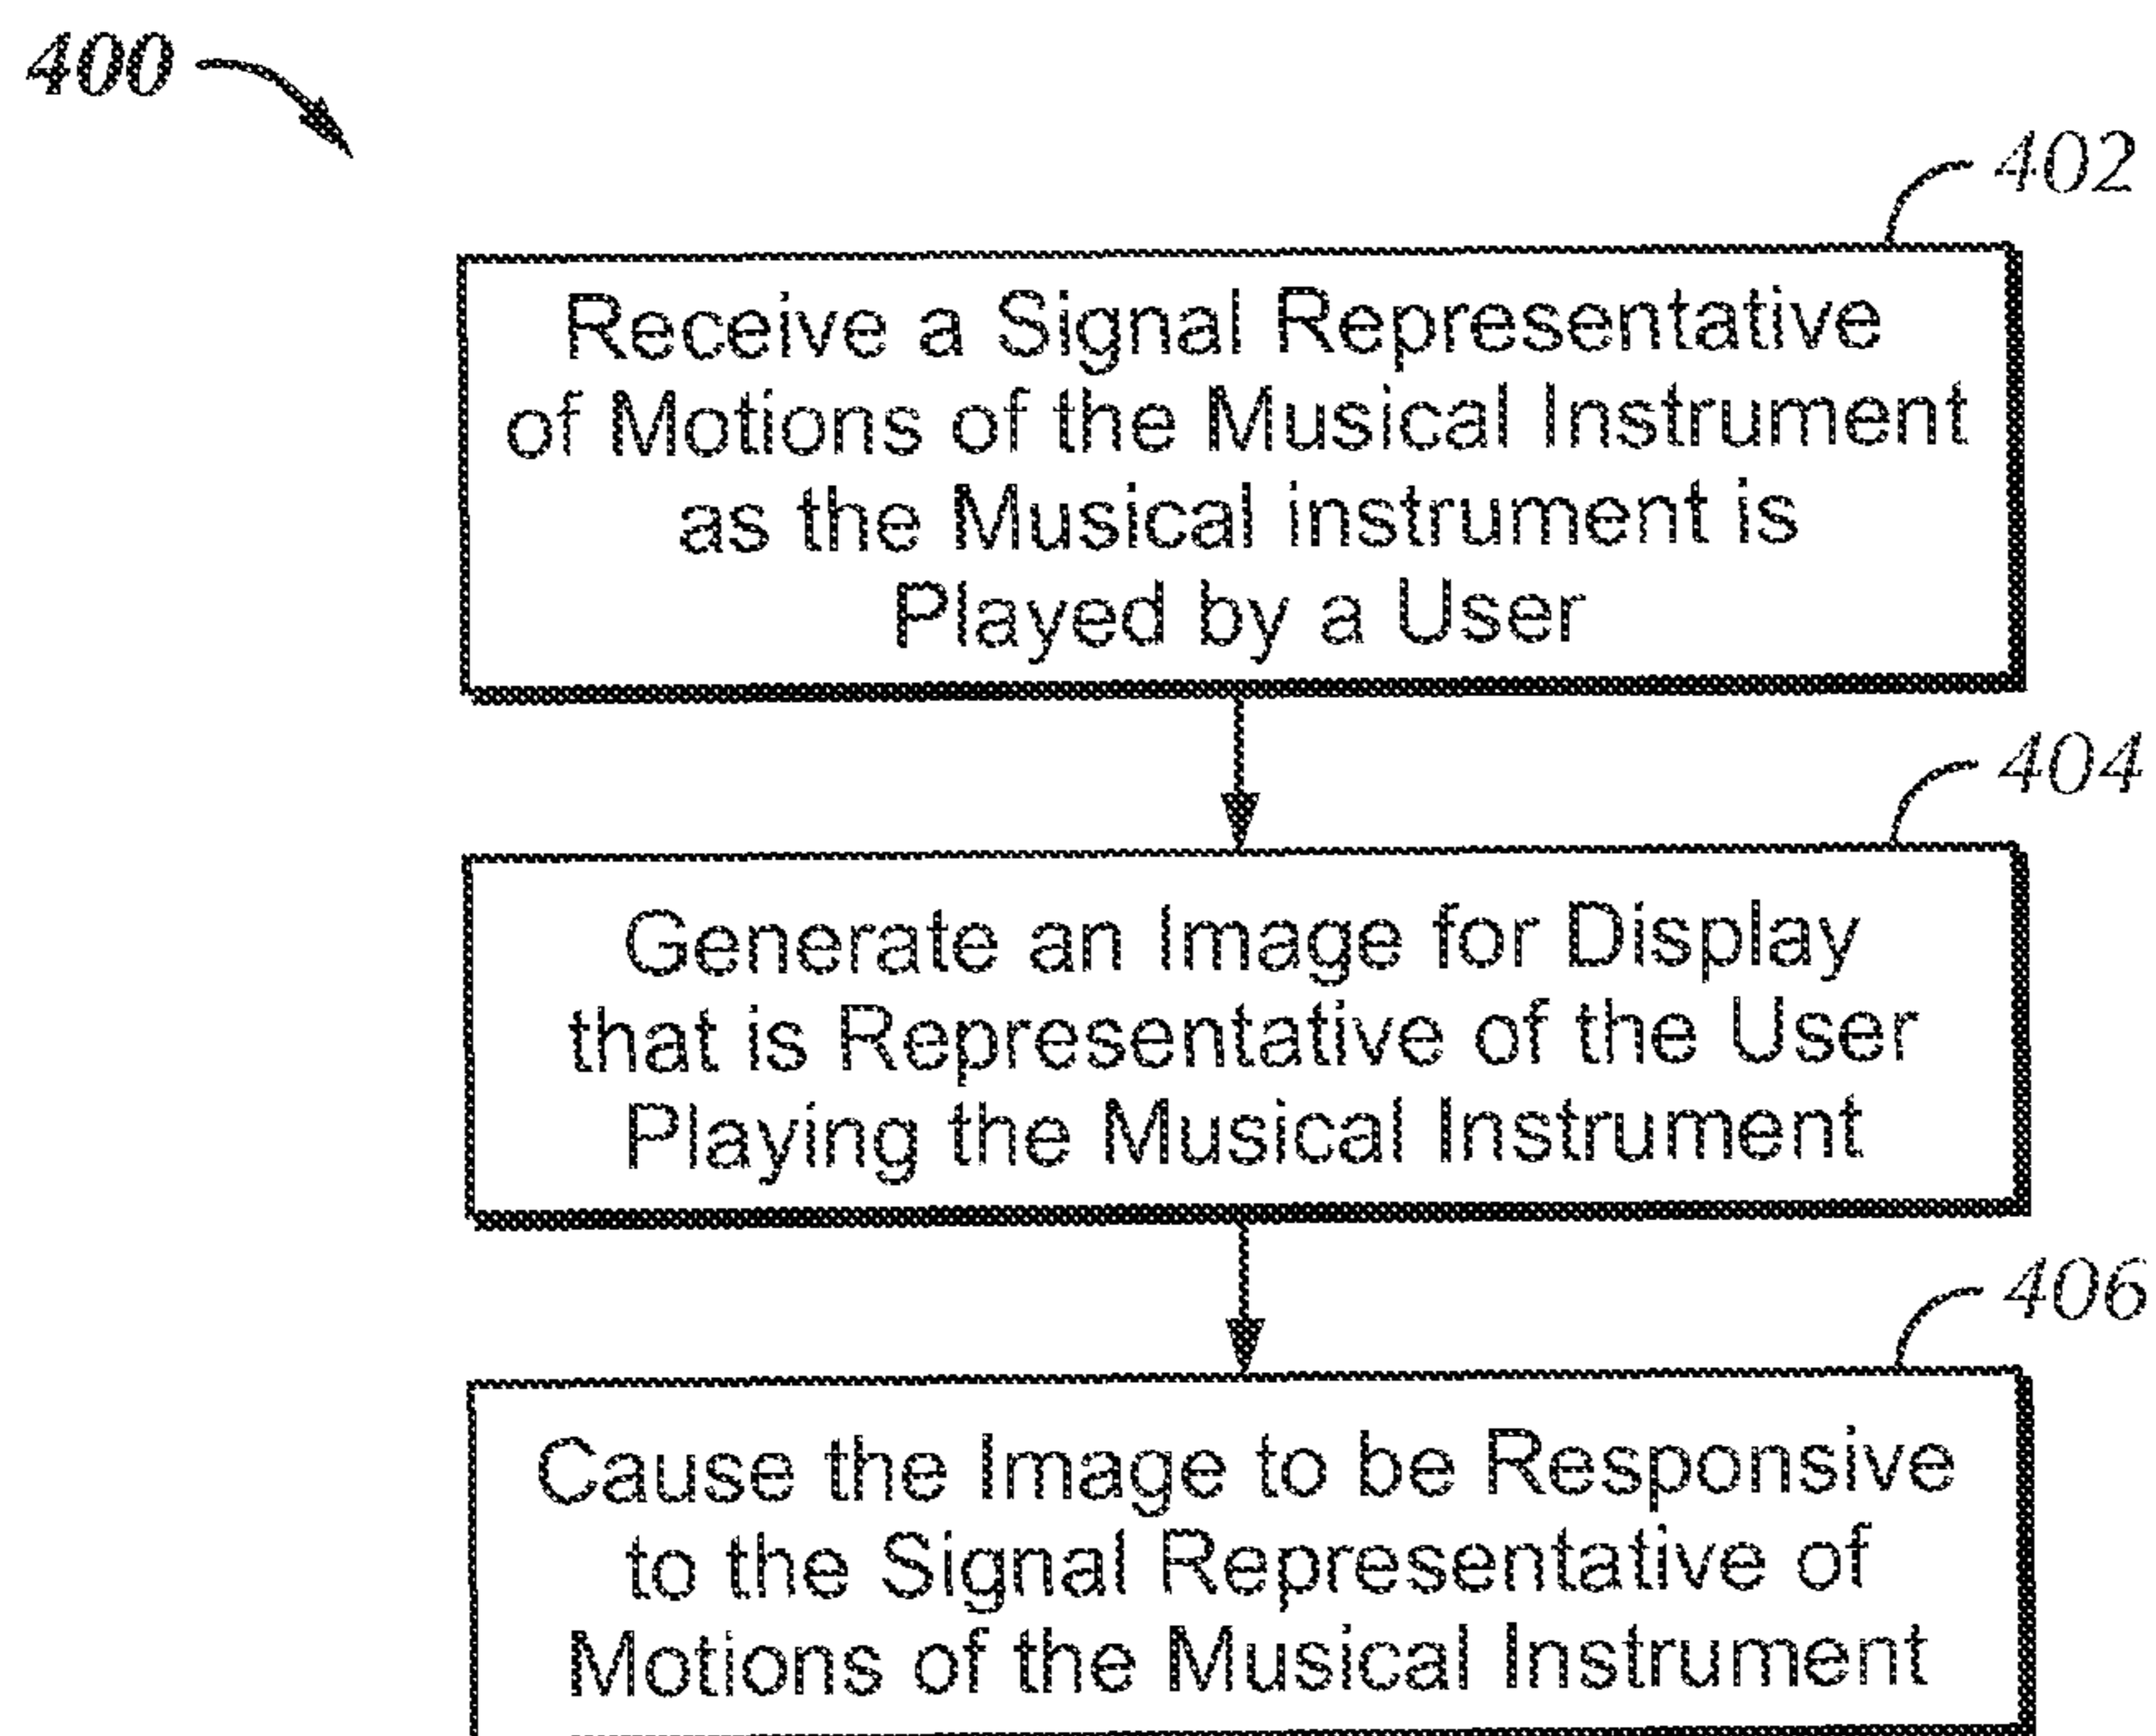 400
402
Receive a Signal Representative
of Motions of the Musical Instrument
as the Musical instrument is
Played by a User
404
Generate an Image for Display
that is Representative of the User
Playing the Musical Instrument
406
Cause the Image to be Responsive
to the Signal Representative of
Motions of the Musical Instrument